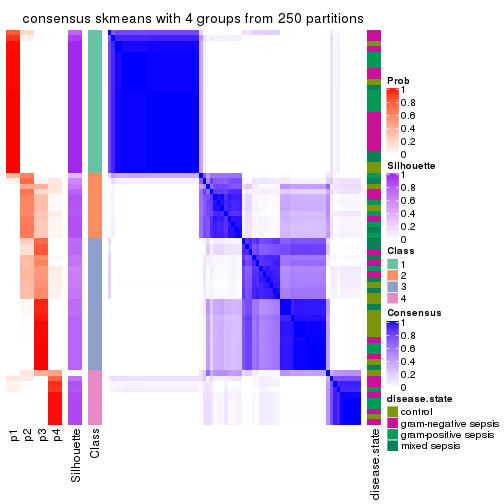 consensus skmeans with 4 groups from 250 partitions
Prob
1
0.8
0.6
0.4
0.2
0
Silhouette
1
0.8
0.6
0.4
0.2
0
Class
1
2
3
4
Consensus
1
0.8
0.6
0.4
0.2
0
disease.state
control
gram-negative sepsis
gram-positive sepsis
mixed sepsis
p1
p2
p3
p4
Silhouette
Class
disease.state